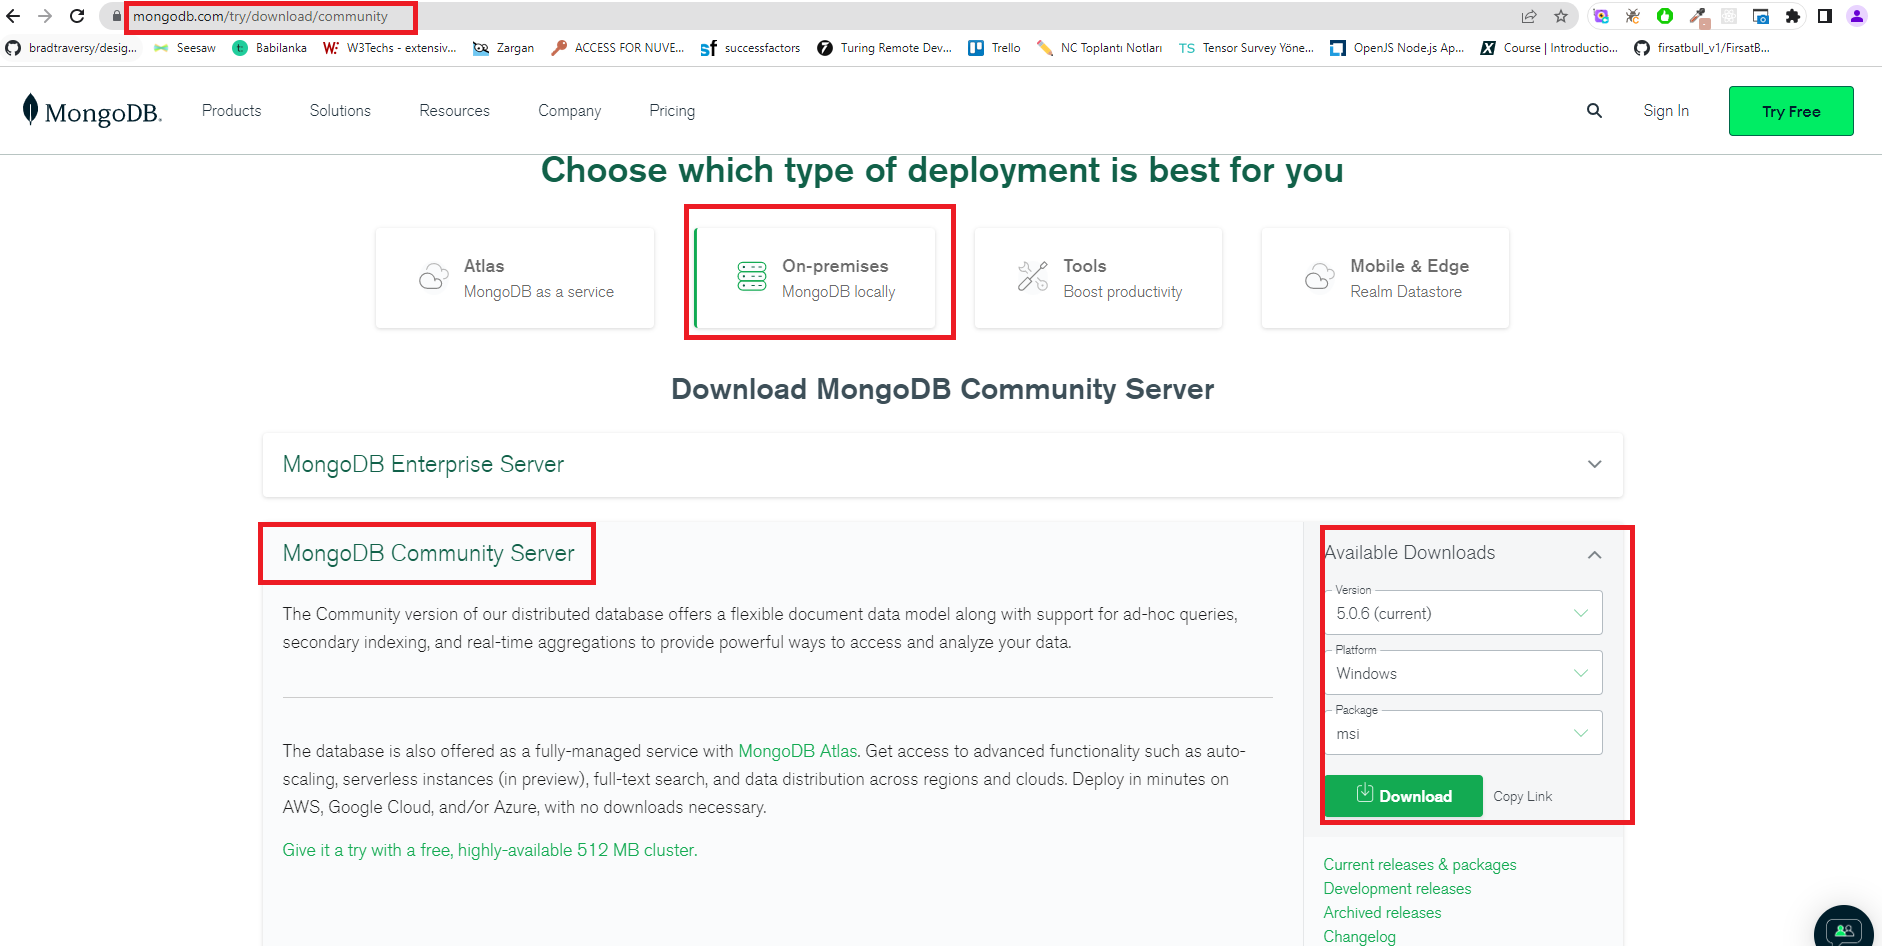 mongodb.com/try/download/community
bradtraversy/desig...
Seesaw
Babilanka
W3Techs - extensiv...
Zargan
ACCESS FOR NUVE...
successfactors
Turing Remote Dev...
Trello
NC Toplantı Notları
TS Tensor Survey Yöne...
OpenJS Node.js Ap...
Course | Introductio...
firsatbull_v1/FirsatB...
MongoDB.
Products
Solutions
Resources
Company
Pricing
Sign In
Try Free
Choose which type of deployment is best for you
Atlas
MongoDB as a service
On-premises
MongoDB locally
Tools
Boost productivity
Mobile & Edge
Realm Datastore
Download MongoDB Community Server
MongoDB Enterprise Server
MongoDB Community Server
The Community version of our distributed database offers a flexible document data model along with support for ad-hoc queries,
secondary indexing, and real-time aggregations to provide powerful ways to access and analyze your data.
The database is also offered as a fully-managed service with MongoDB Atlas. Get access to advanced functionality such as auto-
scaling, serverless instances (in preview), full-text search, and data distribution across regions and clouds. Deploy in minutes on
AWS, Google Cloud, and/or Azure, with no downloads necessary.
Give it a try with a free, highly-available 512 MB cluster.
Available Downloads
Version
5.0.6 (current)
Platform
Windows
Package
msi
Download
Copy Link
Current releases & packages
Development releases
Archived releases
Changelog